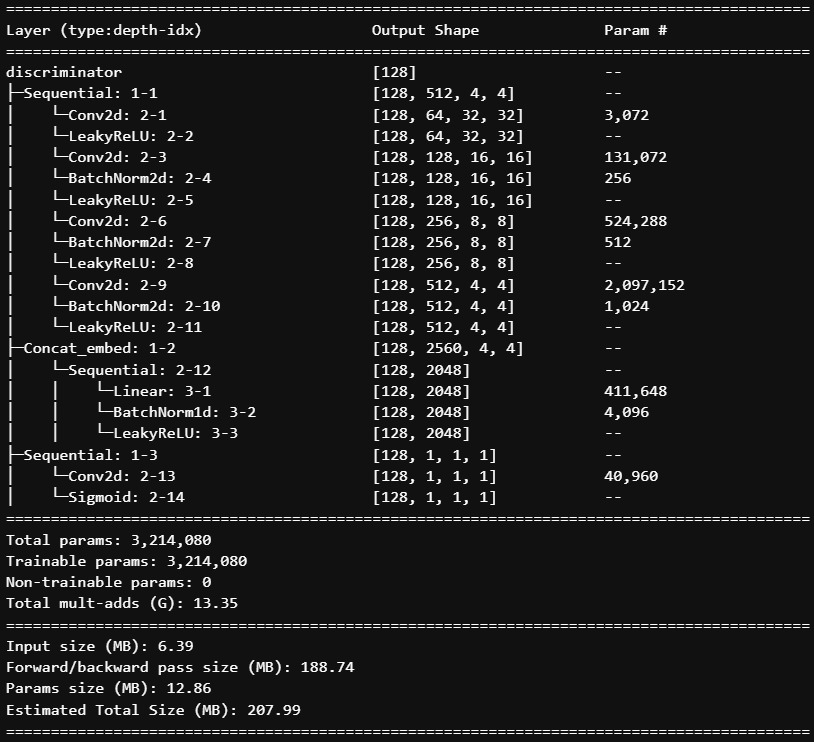 ==========================================================================================
Layer (type:depth-idx)                   Output Shape              Param #
==========================================================================================
discriminator                            [128]                     --
├─Sequential: 1-1                        [128, 512, 4, 4]          --
│    └─Conv2d: 2-1                       [128, 64, 32, 32]         3,072
│    └─LeakyReLU: 2-2                    [128, 64, 32, 32]         --
│    └─Conv2d: 2-3                       [128, 128, 16, 16]        131,072
│    └─BatchNorm2d: 2-4                  [128, 128, 16, 16]        256
│    └─LeakyReLU: 2-5                    [128, 128, 16, 16]        --
│    └─Conv2d: 2-6                       [128, 256, 8, 8]          524,288
│    └─BatchNorm2d: 2-7                  [128, 256, 8, 8]          512
│    └─LeakyReLU: 2-8                    [128, 256, 8, 8]          --
│    └─Conv2d: 2-9                       [128, 512, 4, 4]          2,097,152
│    └─BatchNorm2d: 2-10                 [128, 512, 4, 4]          1,024
│    └─LeakyReLU: 2-11                   [128, 512, 4, 4]          --
├─Concat_embed: 1-2                      [128, 2560, 4, 4]         --
│    └─Sequential: 2-12                  [128, 2048]               --
│    │    └─Linear: 3-1                  [128, 2048]               411,648
│    │    └─BatchNorm1d: 3-2             [128, 2048]               4,096
│    │    └─LeakyReLU: 3-3               [128, 2048]               --
├─Sequential: 1-3                        [128, 1, 1, 1]            --
│    └─Conv2d: 2-13                      [128, 1, 1, 1]            40,960
│    └─Sigmoid: 2-14                     [128, 1, 1, 1]            --
==========================================================================================
Total params: 3,214,080
Trainable params: 3,214,080
Non-trainable params: 0
Total mult-adds (G): 13.35
==========================================================================================
Input size (MB): 6.39
Forward/backward pass size (MB): 188.74
Params size (MB): 12.86
Estimated Total Size (MB): 207.99
==========================================================================================